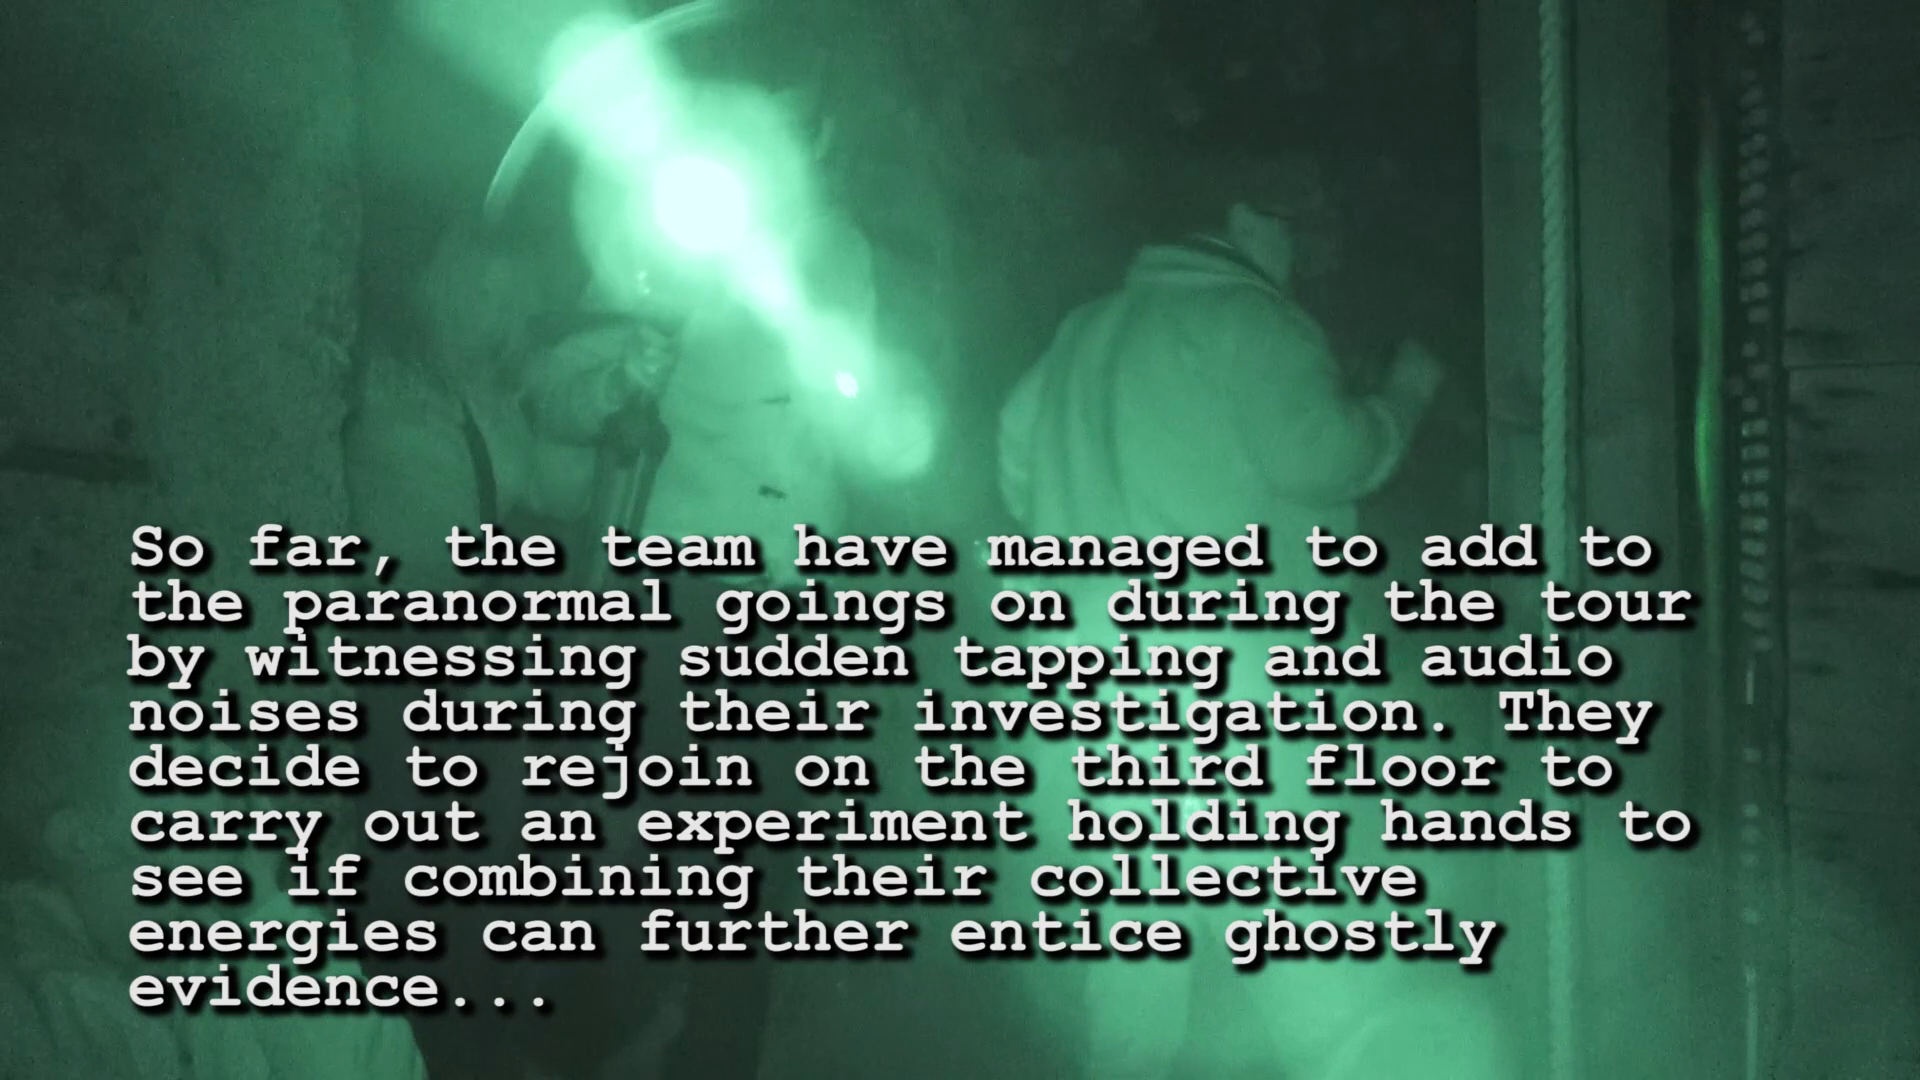 So far, the team have managed to add to
the paranormal goings on during the tour
by witnessing sudden tapping and audio
noises during their investigation. They
decide to rejoin on the third floor to
carry out an experiment holding hands to
see if combining their collective
energies can further entice ghostly
evidence...